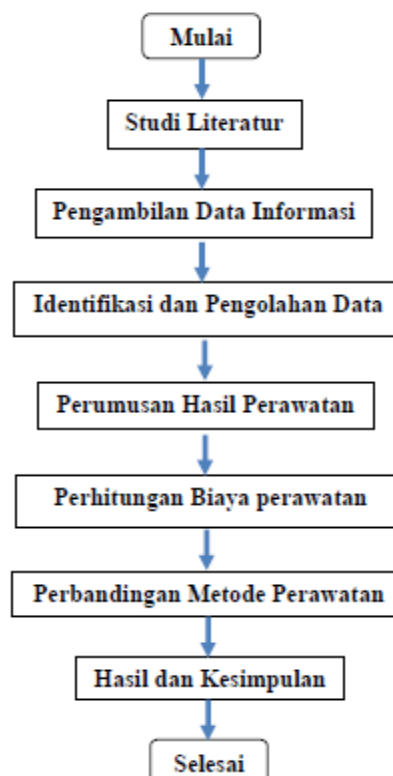 Mulai
Studi Literatur
Pengambilan Data Informasi
Identifikasi dan Pengolahan Data
Perumusan Hasil Perawatan
Perhitungan Biaya perawatan
Perbandingan Metode Perawatan
Hasil dan Kesimpulan
Selesai